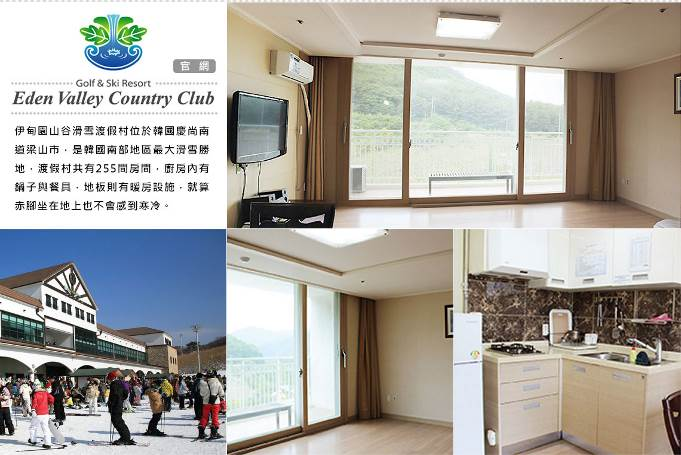 官 網
Golf & Ski Resort
Eden Valley Country Club
伊甸園山谷滑雪渡假村位於韓國慶尚南
道梁山市，是韓國南部地區最大滑雪勝
地，渡假村共有255間房間，廚房內有
鍋子與餐具，地板則有暖房設施，就算
赤腳坐在地上也不會感到寒冷。